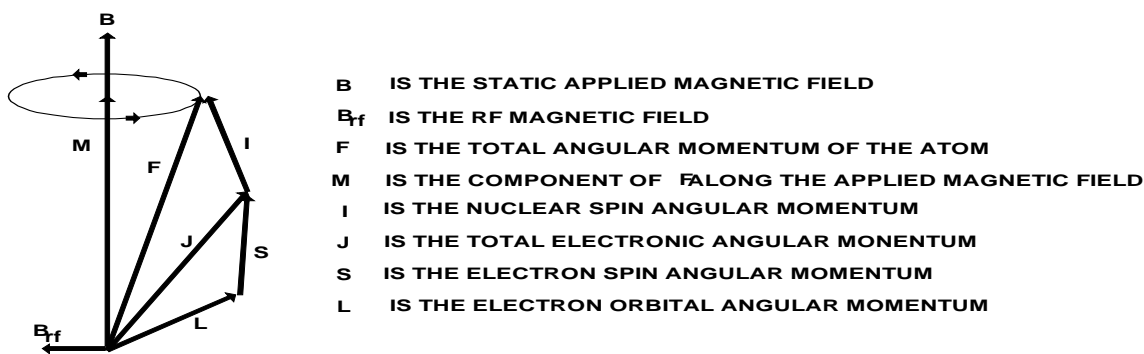 B
B IS THE STATIC APPLIED MAGNETIC FIELD
Brf IS THE RF MAGNETIC FIELD
M
F
I
F IS THE TOTAL ANGULAR MOMENTUM OF THE ATOM
M IS THE COMPONENT OF FALONG THE APPLIED MAGNETIC FIELD
I IS THE NUCLEAR SPIN ANGULAR MOMENTUM
J
S
J IS THE TOTAL ELECTRONIC ANGULAR MONENTUM
S IS THE ELECTRON SPIN ANGULAR MOMENTUM
L IS THE ELECTRON ORBITAL ANGULAR MOMENTUM
L
Brf